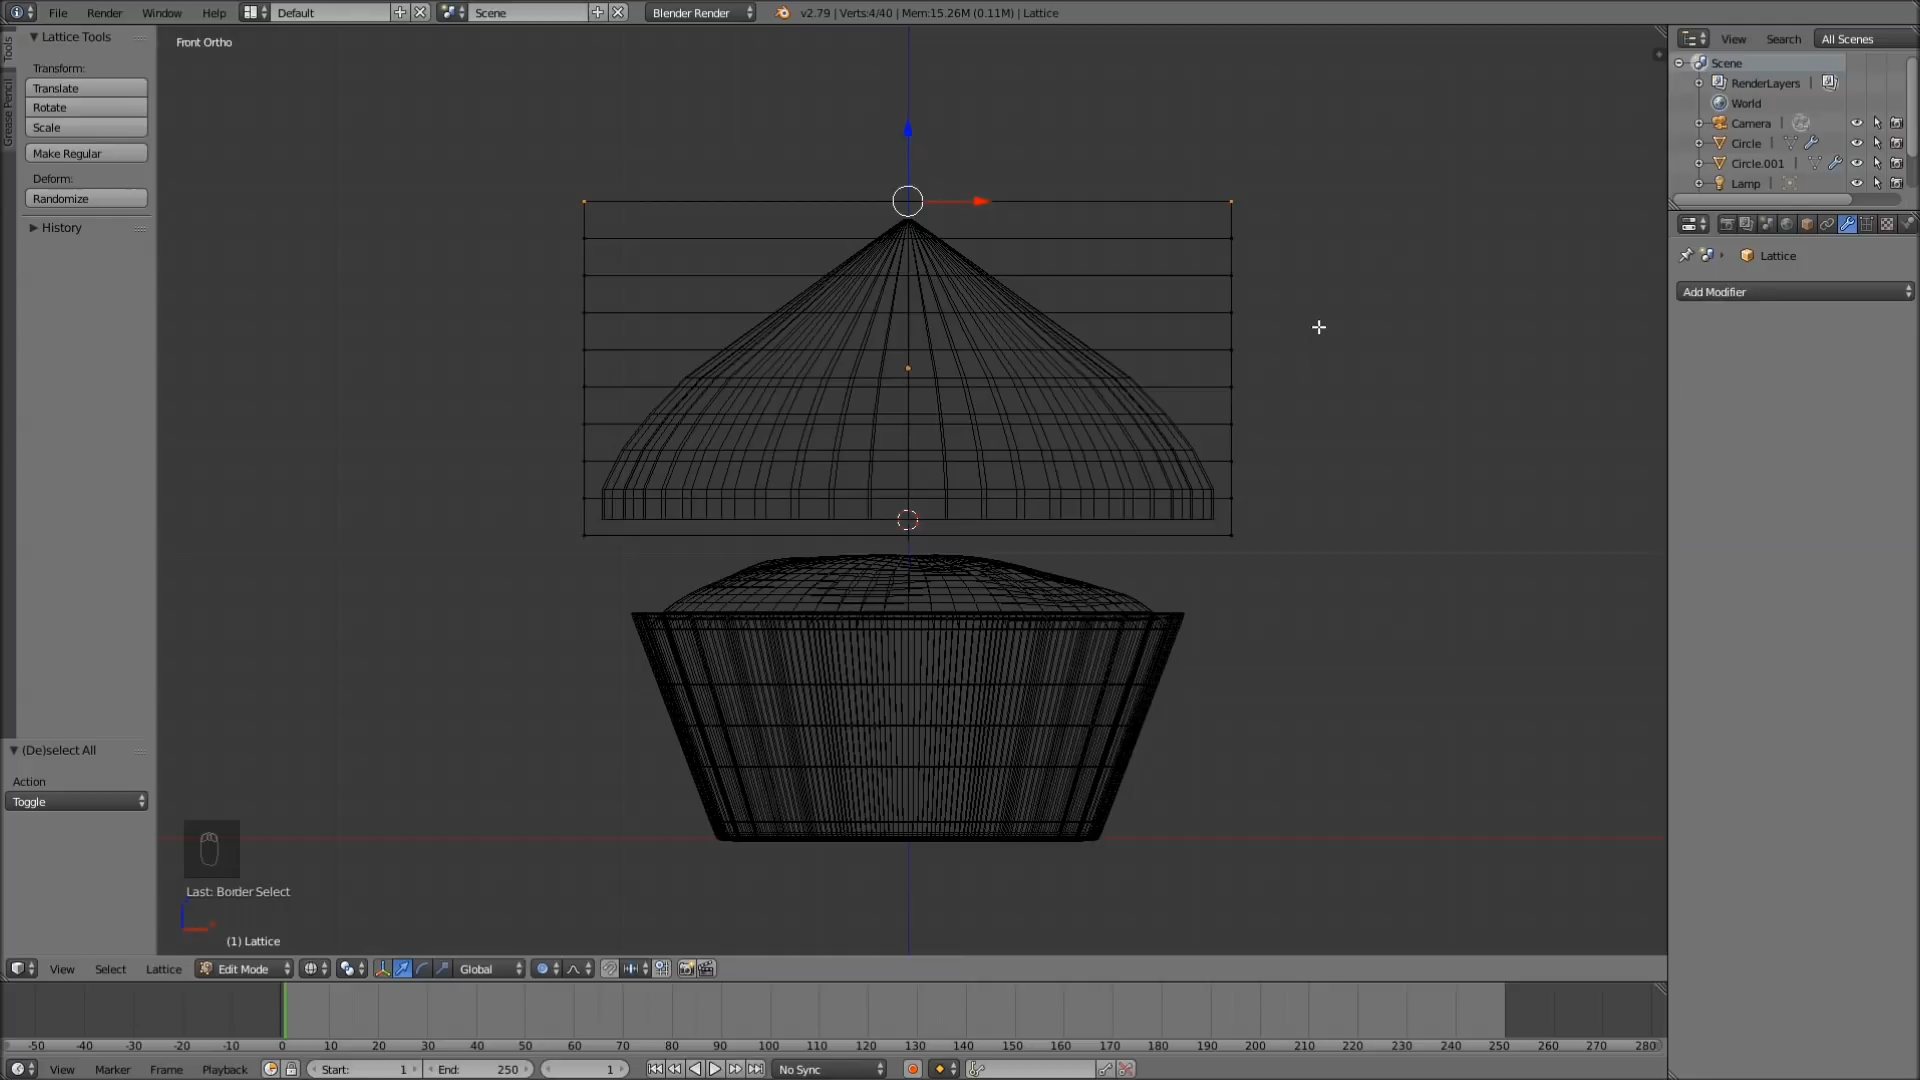 File Render Window Help Default Scene Blender Render v2.79 | Verts:4/40 | Mem:15.26M (0.11M) | Lattice
Tools
Grease Pencil
Lattice Tools
Transform:
Translate
Rotate
Scale
Make Regular
Deform:
Randomize
History
(De)select All
Action
Toggle
Front Ortho
Last: Border Select
(1) Lattice
View Search All Scenes
Scene
RenderLayers
World
Camera
Circle
Circle.001
Lamp
Lattice
Add Modifier
View Select Lattice Edit Mode Global
-50 -40 -30 -20 -10 0 10 20 30 40 50 60 70 80 90 100 110 120 130 140 150 160 170 180 190 200 210 220 230 240 250 260 270 280
View Marker Frame Playback Start: 1 End: 250 1 No Sync